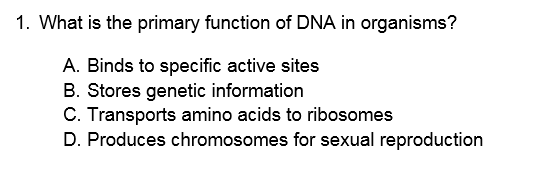 1. What is the primary function of DNA in organisms?
A. Binds to specific active sites
B. Stores genetic information
C. Transports amino acids to ribosomes
D. Produces chromosomes for sexual reproduction